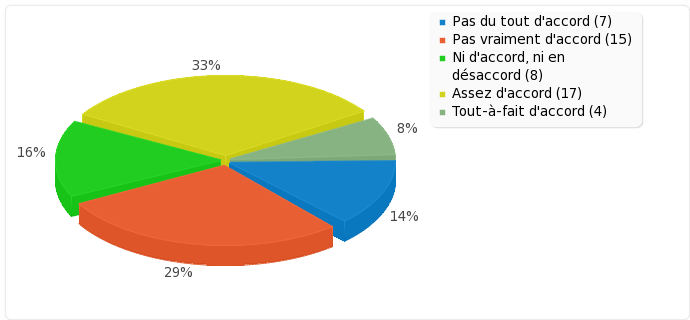 Pas du tout d'accord (7)
Pas vraiment d'accord (15)
Ni d'accord, ni en
désaccord (8)
Assez d'accord (17)
Tout-à-fait d'accord (4)
33%
8%
16%
14%
29%